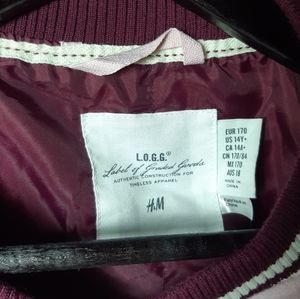 L.O.G.G.®
Label of Graded Goods
AUTHENTIC CONSTRUCTION FOR
TIMELESS APPAREL
H&M
EUR 170
US 14Y+
CA 14A+
CN 170/84
MX 170
AUS 18
MADE IN
CHINA